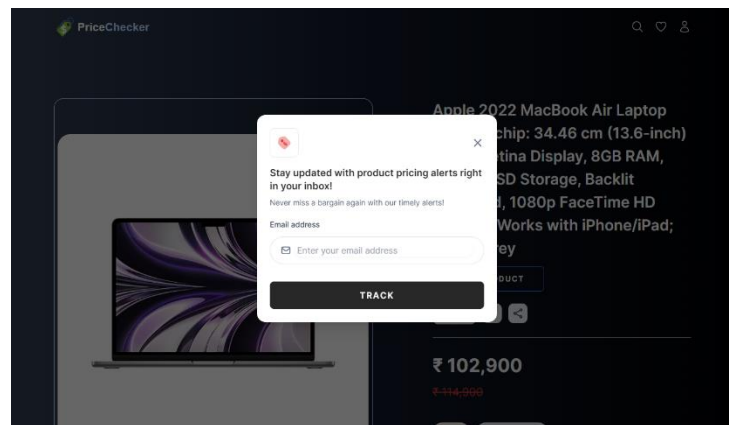 PriceChecker
Apple 2022 MacBook Air Laptop
chip: 34.46 cm (13.6-inch)
tina Display, 8GB RAM,
SD Storage, Backlit
, 1080p FaceTime HD
Works with iPhone/iPad;
ey
DUCT
₹ 102,900
₹ 114,900
Stay updated with product pricing alerts right
in your inbox!
Never miss a bargain again with our timely alerts!
Email address
Enter your email address
TRACK